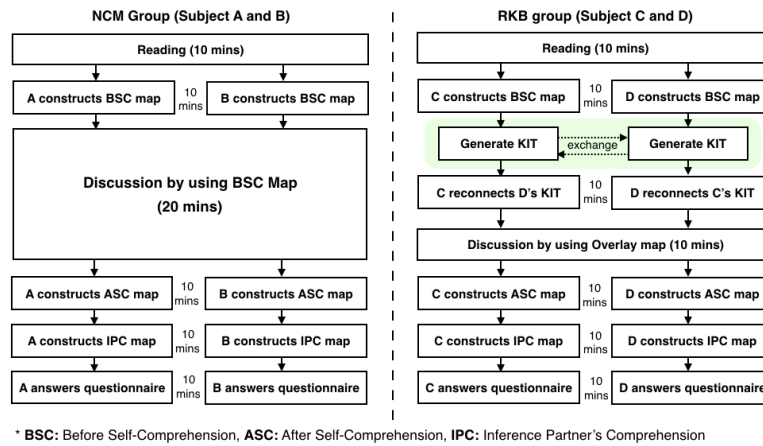 NCM Group (Subject A and B)
Reading (10 mins)
A constructs BSC map
10
mins
B constructs BSC map
Discussion by using BSC Map
(20 mins)
A constructs ASC map
10
mins
B constructs ASC map
A constructs IPC map
10
mins
B constructs IPC map
A answers questionnaire
10
mins
B answers questionnaire
RKB group (Subject C and D)
Reading (10 mins)
C constructs BSC map
10
mins
D constructs BSC map
Generate KIT
exchange
Generate KIT
C reconnects D's KIT
10
mins
D reconnects C's KIT
Discussion by using Overlay map (10 mins)
C constructs ASC map
10
mins
D constructs ASC map
C constructs IPC map
10
mins
D constructs IPC map
C answers questionnaire
10
mins
D answers questionnaire
* BSC: Before Self-Comprehension, ASC: After Self-Comprehension, IPC: Inference Partner's Comprehension